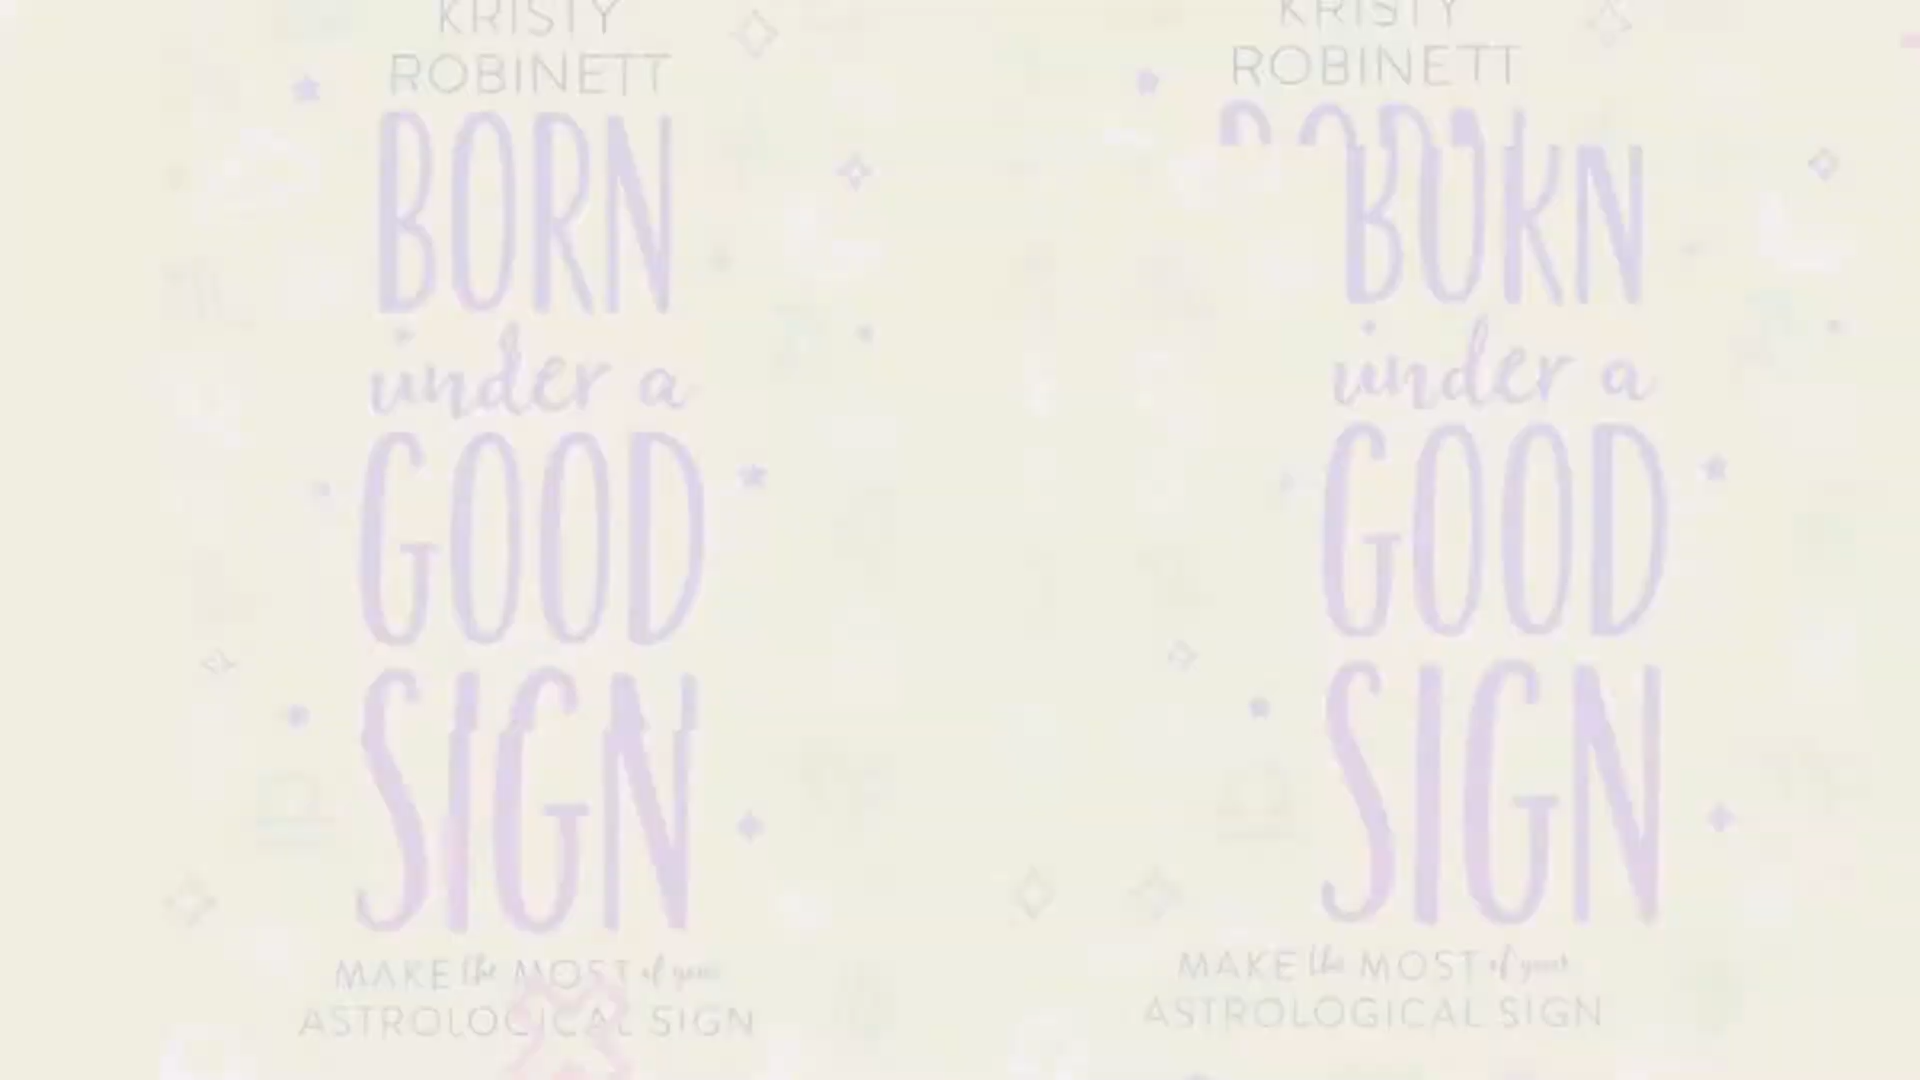 KRISTY
ROBINETT
BORN
under a
GOOD
SIGN
MAKE the MOST of your
ASTROLOGICAL SIGN
KRISTY
ROBINETT
BORN
under a
GOOD
SIGN
MAKE the MOST of your
ASTROLOGICAL SIGN